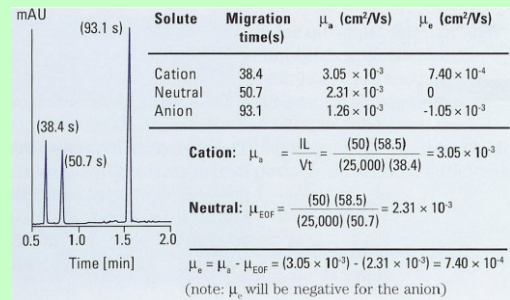 mAU
(93.1 s)
(38.4 s)
(50.7 s)
0.5 1.0 1.5 2.0
Time [min]
Solute Migration time(s) μₐ (cm²/Vs) μₑ (cm²/Vs)
Cation 38.4 3.05 × 10⁻³ 7.40 × 10⁻⁴
Neutral 50.7 2.31 × 10⁻³ 0
Anion 93.1 1.26 × 10⁻³ -1.05 × 10⁻³
Cation: μₐ = lL / Vt = (50) (58.5) / (25,000) (38.4) = 3.05 × 10⁻³
Neutral: μEOF = (50) (58.5) / (25,000) (50.7) = 2.31 × 10⁻³
μₑ = μₐ - μEOF = (3.05 × 10⁻³) - (2.31 × 10⁻³) = 7.40 × 10⁻⁴
(note: μₑ will be negative for the anion)